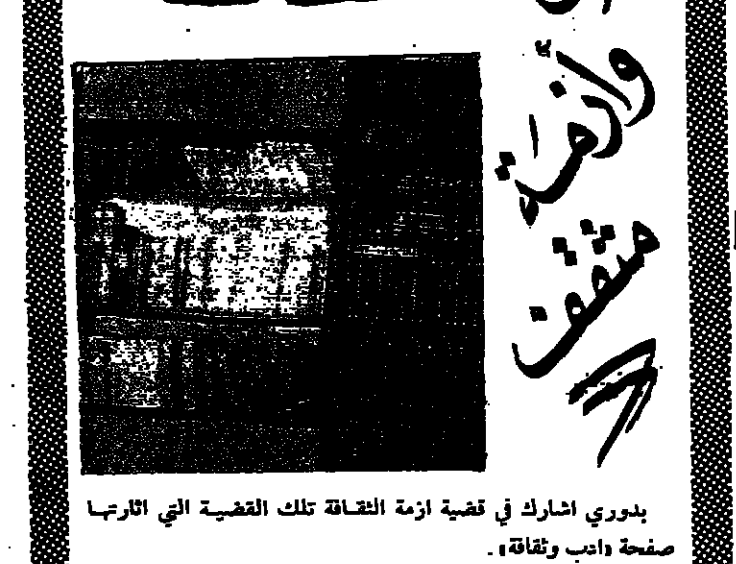 وأزمة
مثقف
بدوري اشارك في قضية ازمة الثقافة تلك القضية التي اثارتها
صفحة «ادب وثقافة» .